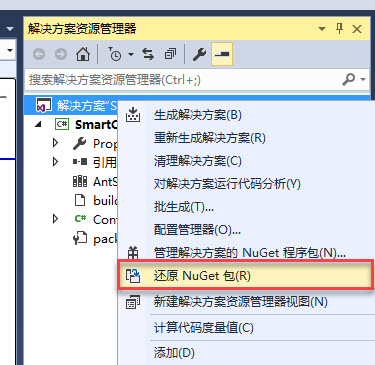 解决方案资源管理器
搜索解决方案资源管理器(Ctrl+;)
解决方案"S
SmartC
C#
Prop
引用
AntS
build
C#
Con
pack
生成解决方案(B)
重新生成解决方案(R)
清理解决方案(C)
对解决方案运行代码分析(Y)
批生成(T)...
配置管理器(O)...
管理解决方案的 NuGet 程序包(N)...
还原 NuGet 包(R)
新建解决方案资源管理器视图(N)
计算代码度量值(C)
添加(D)